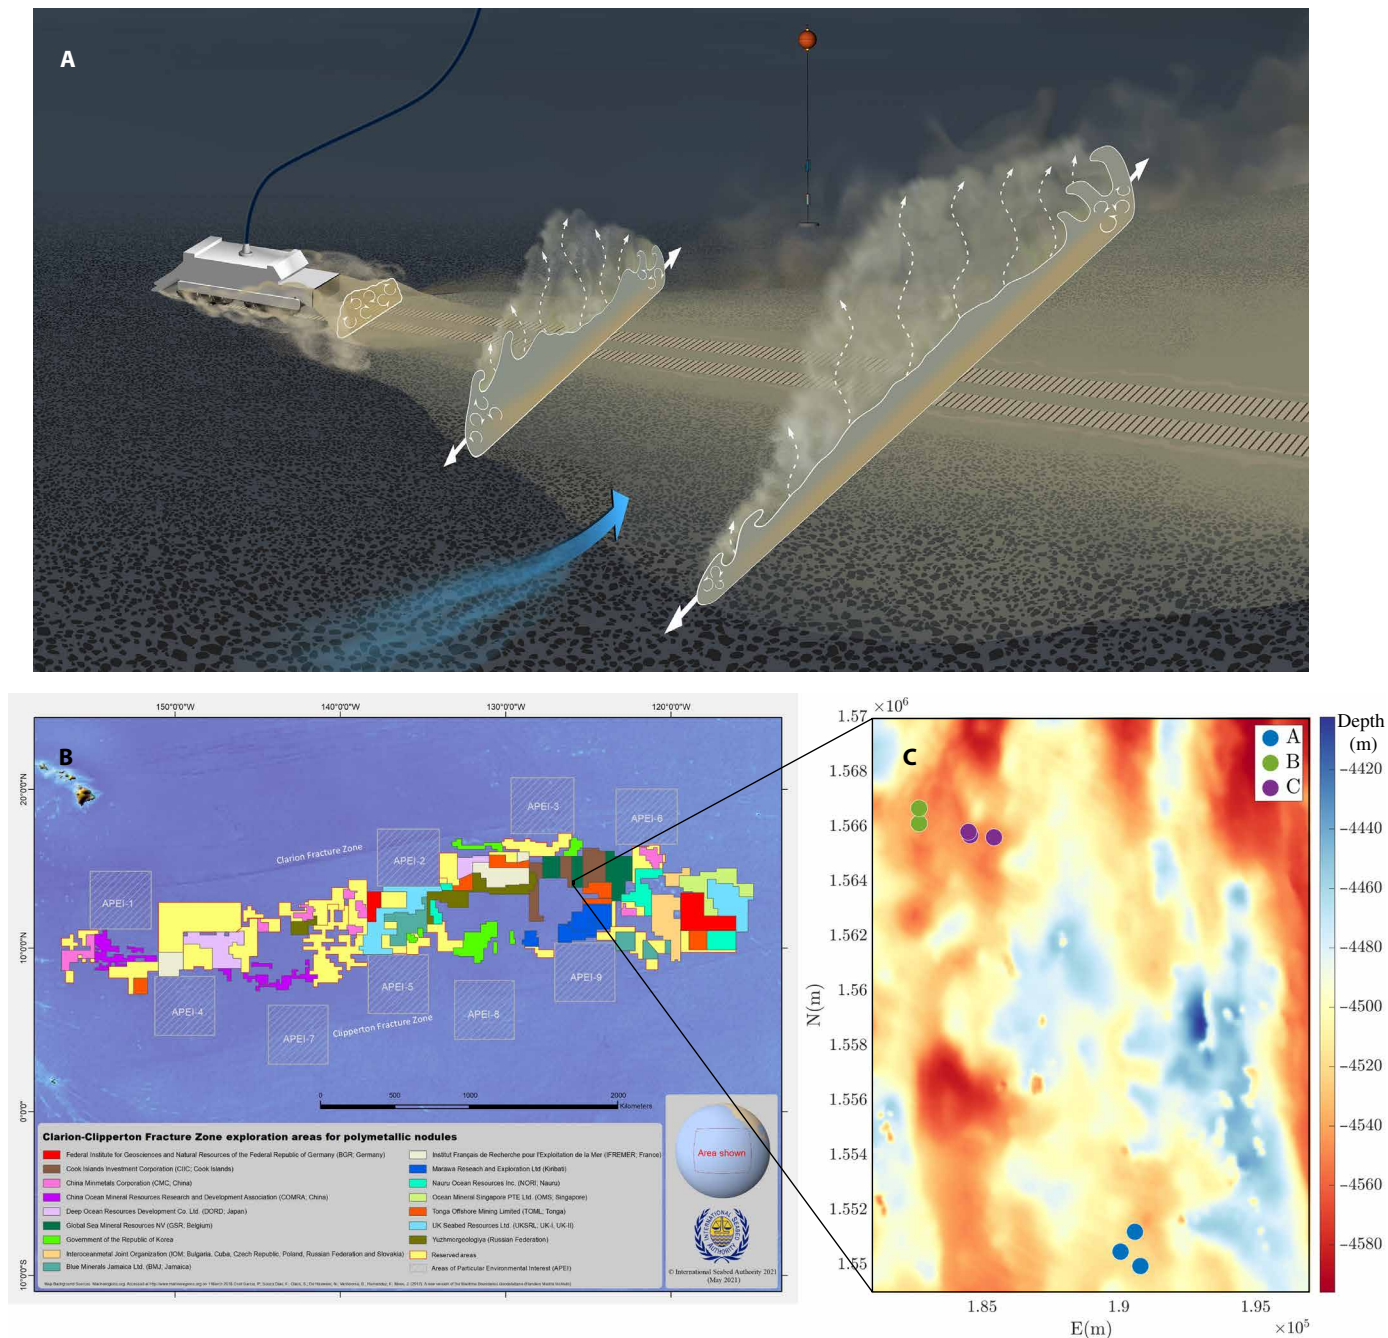 A
150°0'0"W
140°0'0"W
130°0'0"W
120°0'0"W
20°0'0"N
10°0'0"N
0°0'0"
10°0'0"S
B
APEI-3
APEI-6
Clarion Fracture Zone
APEI-2
APEI-1
APEI-9
APEI-5
APEI-4
APEI-8
APEI-7
Clipperton Fracture Zone
0
500
1000
2000
Kilometers
Clarion-Clipperton Fracture Zone exploration areas for polymetallic nodules
Federal Institute for Geosciences and Natural Resources of the Federal Republic of Germany (BGR; Germany)
Cook Islands Investment Corporation (CIIC; Cook Islands)
China Minmetals Corporation (CMC; China)
China Ocean Mineral Resources Research and Development Association (COMRA; China)
Deep Ocean Resources Development Co. Ltd. (DORD; Japan)
Global Sea Mineral Resources NV (GSR; Belgium)
Government of the Republic of Korea
Interoceanmetal Joint Organization (IOM; Bulgaria, Cuba, Czech Republic, Poland, Russian Federation and Slovakia)
Blue Minerals Jamaica Ltd. (BMJ; Jamaica)
Institut Français de Recherche pour l'Exploitation de la Mer (IFREMER; France)
Marawa Reseach and Exploration Ltd (Kiribati)
Nauru Ocean Resources Inc. (NORI; Nauru)
Ocean Mineral Singapore PTE Ltd. (OMS; Singapore)
Tonga Offshore Mining Limited (TOML; Tonga)
UK Seabed Resources Ltd. (UKSRL; UK-I, UK-II)
Yuzhmorgeologiya (Russian Federation)
Reserved areas
Areas of Particular Environmental Interest (APEI)
Area shown
INTERNATIONAL SEABED AUTHORITY
© International Seabed Authority 2021
(May 2021)
C
1.57 ×10⁶
1.568
1.566
1.564
1.562
1.56
1.558
1.556
1.554
1.552
1.55
N(m)
1.85
1.9
1.95
×10⁵
E(m)
A
B
C
Depth
(m)
−4420
−4440
−4460
−4480
−4500
−4520
−4540
−4560
−4580